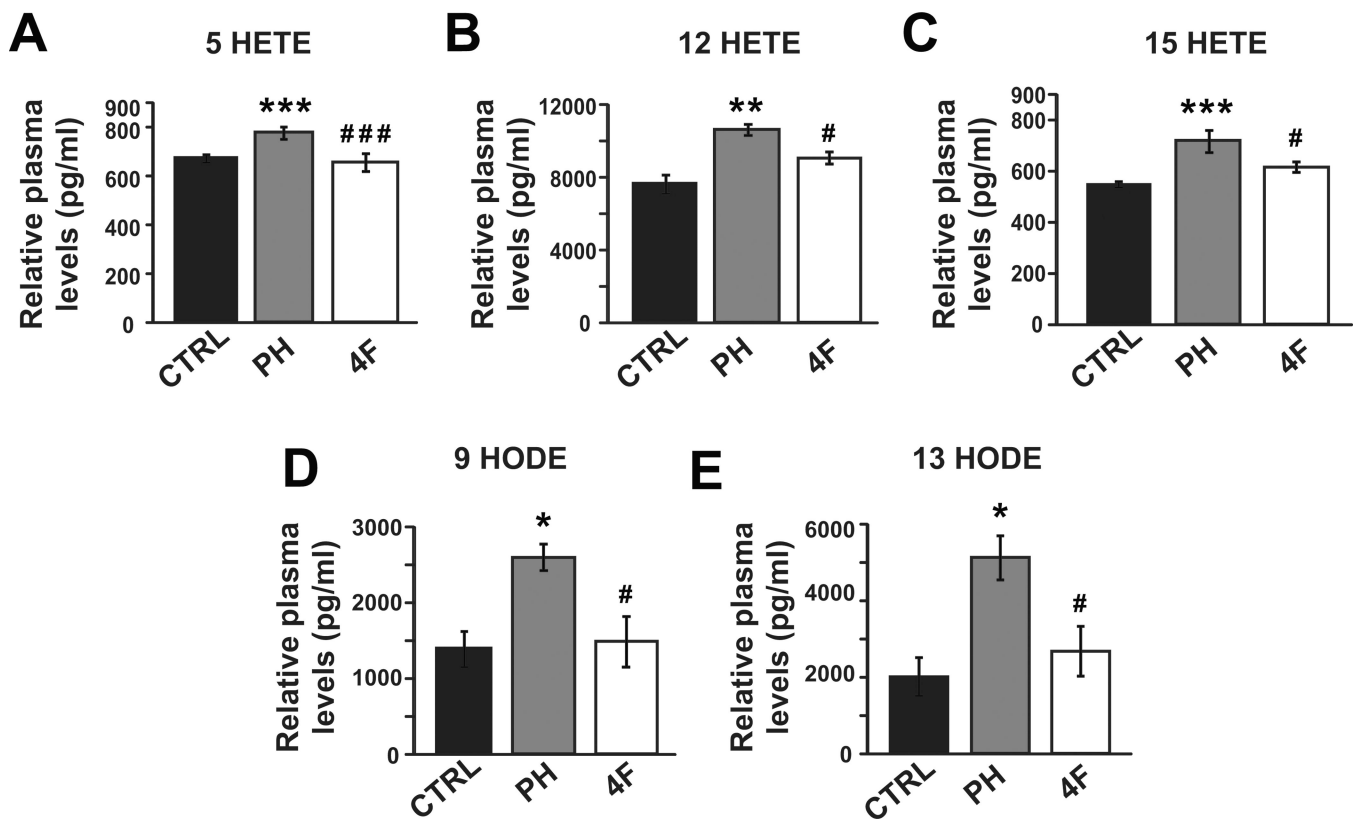 A
5 HETE
Relative plasma
levels (pg/ml)
900
800
600
400
200
0
***
###
CTRL
PH
4F
B
12 HETE
Relative plasma
levels (pg/ml)
12000
8000
4000
0
**
#
CTRL
PH
4F
C
15 HETE
Relative plasma
levels (pg/ml)
900
600
400
200
0
***
#
CTRL
PH
4F
D
9 HODE
Relative plasma
levels (pg/ml)
3000
2000
1000
0
*
#
CTRL
PH
4F
E
13 HODE
Relative plasma
levels (pg/ml)
6000
4000
2000
0
*
#
CTRL
PH
4F